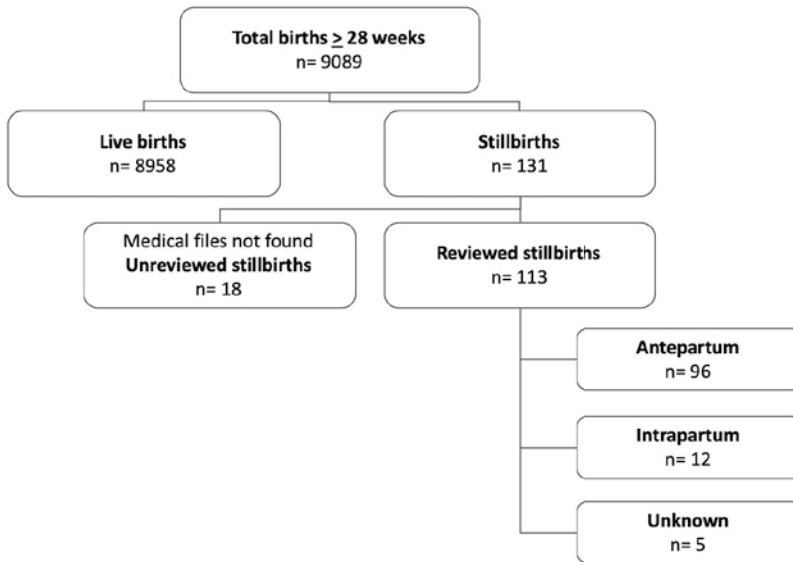 Total births ≥ 28 weeks
n= 9089
Live births
n= 8958
Stillbirths
n= 131
Medical files not found
Unreviewed stillbirths
n= 18
Reviewed stillbirths
n= 113
Antepartum
n= 96
Intrapartum
n= 12
Unknown
n= 5